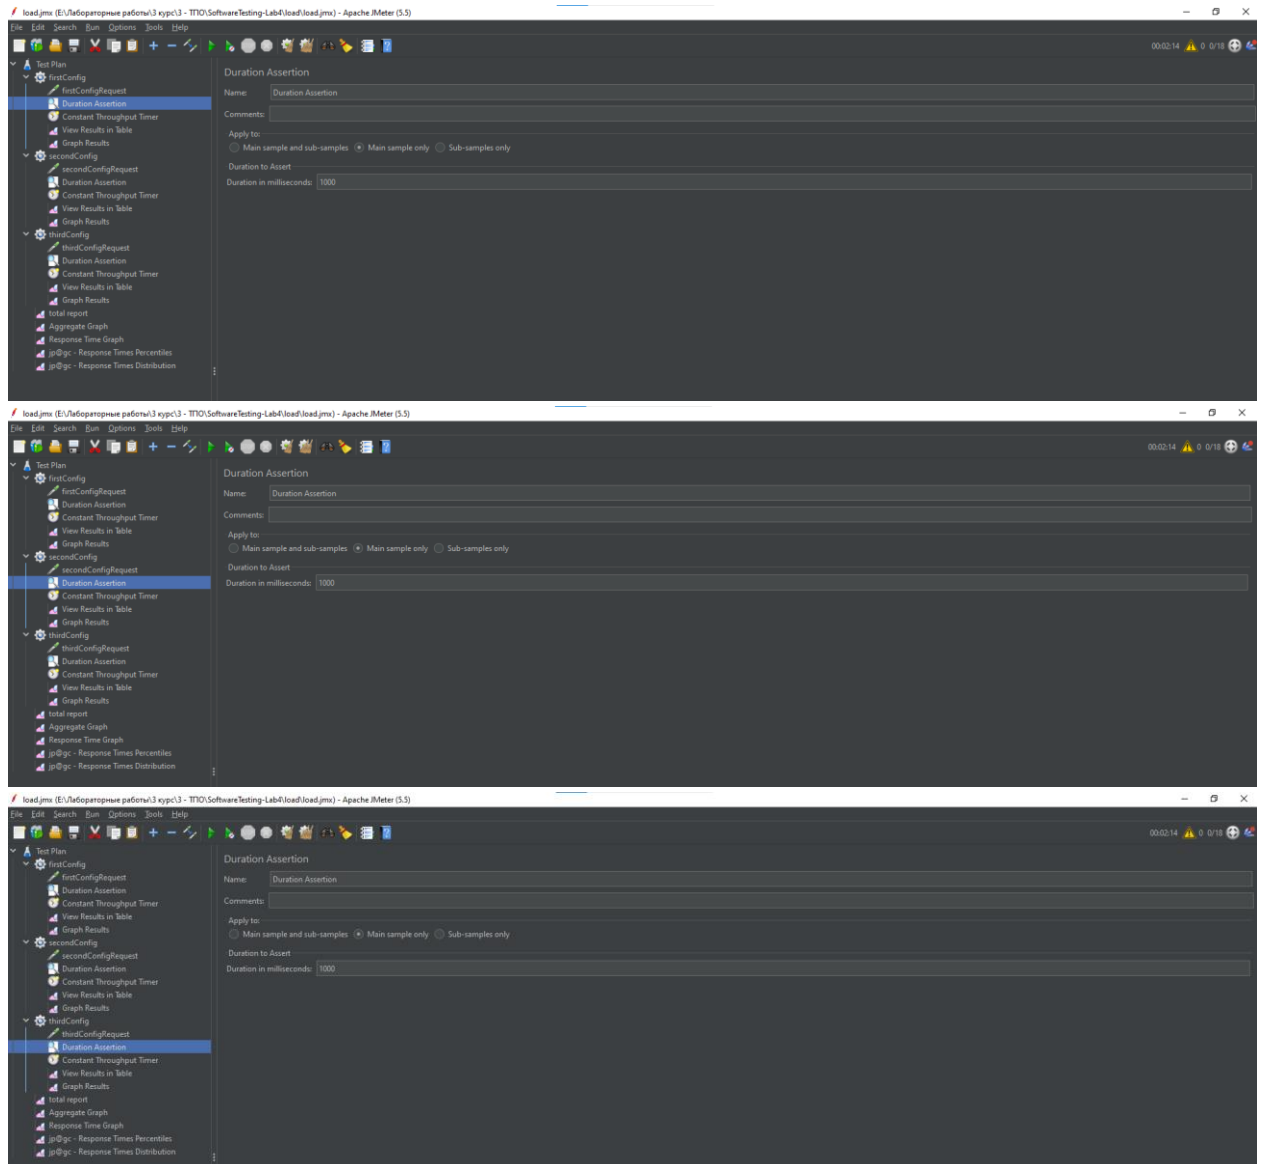 load.jmx (E:\Лабораторные работы\3 курс\3 - ТПО\SoftwareTesting-Lab4\load\load.jmx) - Apache JMeter (5.5)
File Edit Search Run Options Tools Help
00:02:14 0 0/18
Test Plan
firstConfig
firstConfigRequest
Duration Assertion
Constant Throughput Timer
View Results in Table
Graph Results
secondConfig
secondConfigRequest
Duration Assertion
Constant Throughput Timer
View Results in Table
Graph Results
thirdConfig
thirdConfigRequest
Duration Assertion
Constant Throughput Timer
View Results in Table
Graph Results
total report
Aggregate Graph
Response Time Graph
jp@gc - Response Times Percentiles
jp@gc - Response Times Distribution
Duration Assertion
Name: Duration Assertion
Comments:
Apply to:
Main sample and sub-samples Main sample only Sub-samples only
Duration to Assert
Duration in milliseconds: 1000
load.jmx (E:\Лабораторные работы\3 курс\3 - ТПО\SoftwareTesting-Lab4\load\load.jmx) - Apache JMeter (5.5)
File Edit Search Run Options Tools Help
00:02:14 0 0/18
Test Plan
firstConfig
firstConfigRequest
Duration Assertion
Constant Throughput Timer
View Results in Table
Graph Results
secondConfig
secondConfigRequest
Duration Assertion
Constant Throughput Timer
View Results in Table
Graph Results
thirdConfig
thirdConfigRequest
Duration Assertion
Constant Throughput Timer
View Results in Table
Graph Results
total report
Aggregate Graph
Response Time Graph
jp@gc - Response Times Percentiles
jp@gc - Response Times Distribution
Duration Assertion
Name: Duration Assertion
Comments:
Apply to:
Main sample and sub-samples Main sample only Sub-samples only
Duration to Assert
Duration in milliseconds: 1000
load.jmx (E:\Лабораторные работы\3 курс\3 - ТПО\SoftwareTesting-Lab4\load\load.jmx) - Apache JMeter (5.5)
File Edit Search Run Options Tools Help
00:02:14 0 0/18
Test Plan
firstConfig
firstConfigRequest
Duration Assertion
Constant Throughput Timer
View Results in Table
Graph Results
secondConfig
secondConfigRequest
Duration Assertion
Constant Throughput Timer
View Results in Table
Graph Results
thirdConfig
thirdConfigRequest
Duration Assertion
Constant Throughput Timer
View Results in Table
Graph Results
total report
Aggregate Graph
Response Time Graph
jp@gc - Response Times Percentiles
jp@gc - Response Times Distribution
Duration Assertion
Name: Duration Assertion
Comments:
Apply to:
Main sample and sub-samples Main sample only Sub-samples only
Duration to Assert
Duration in milliseconds: 1000